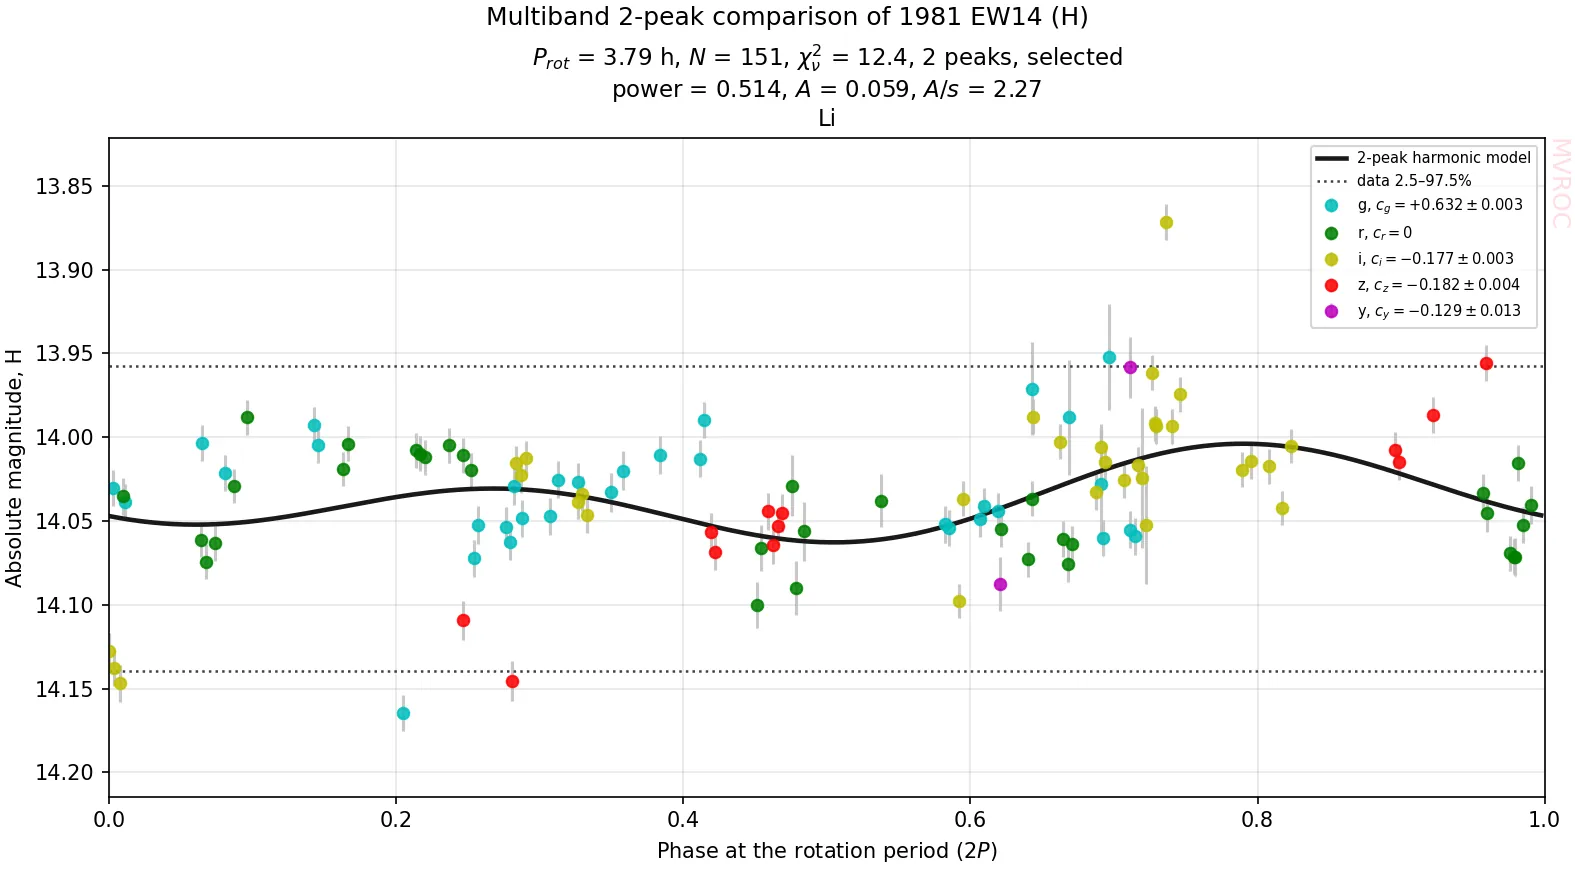 Multiband 2-peak comparison of 1981 EW14 (H)
P_rot = 3.79 h, N = 151, χ²_ν = 12.4, 2 peaks, selected
power = 0.514, A = 0.059, A/s = 2.27
Li
2-peak harmonic model
data 2.5–97.5%
g, c_g = +0.632 ± 0.003
r, c_r = 0
i, c_i = −0.177 ± 0.003
z, c_z = −0.182 ± 0.004
y, c_y = −0.129 ± 0.013
MVROC
Absolute magnitude, H
13.85
13.90
13.95
14.00
14.05
14.10
14.15
14.20
0.0 0.2 0.4 0.6 0.8 1.0
Phase at the rotation period (2P)